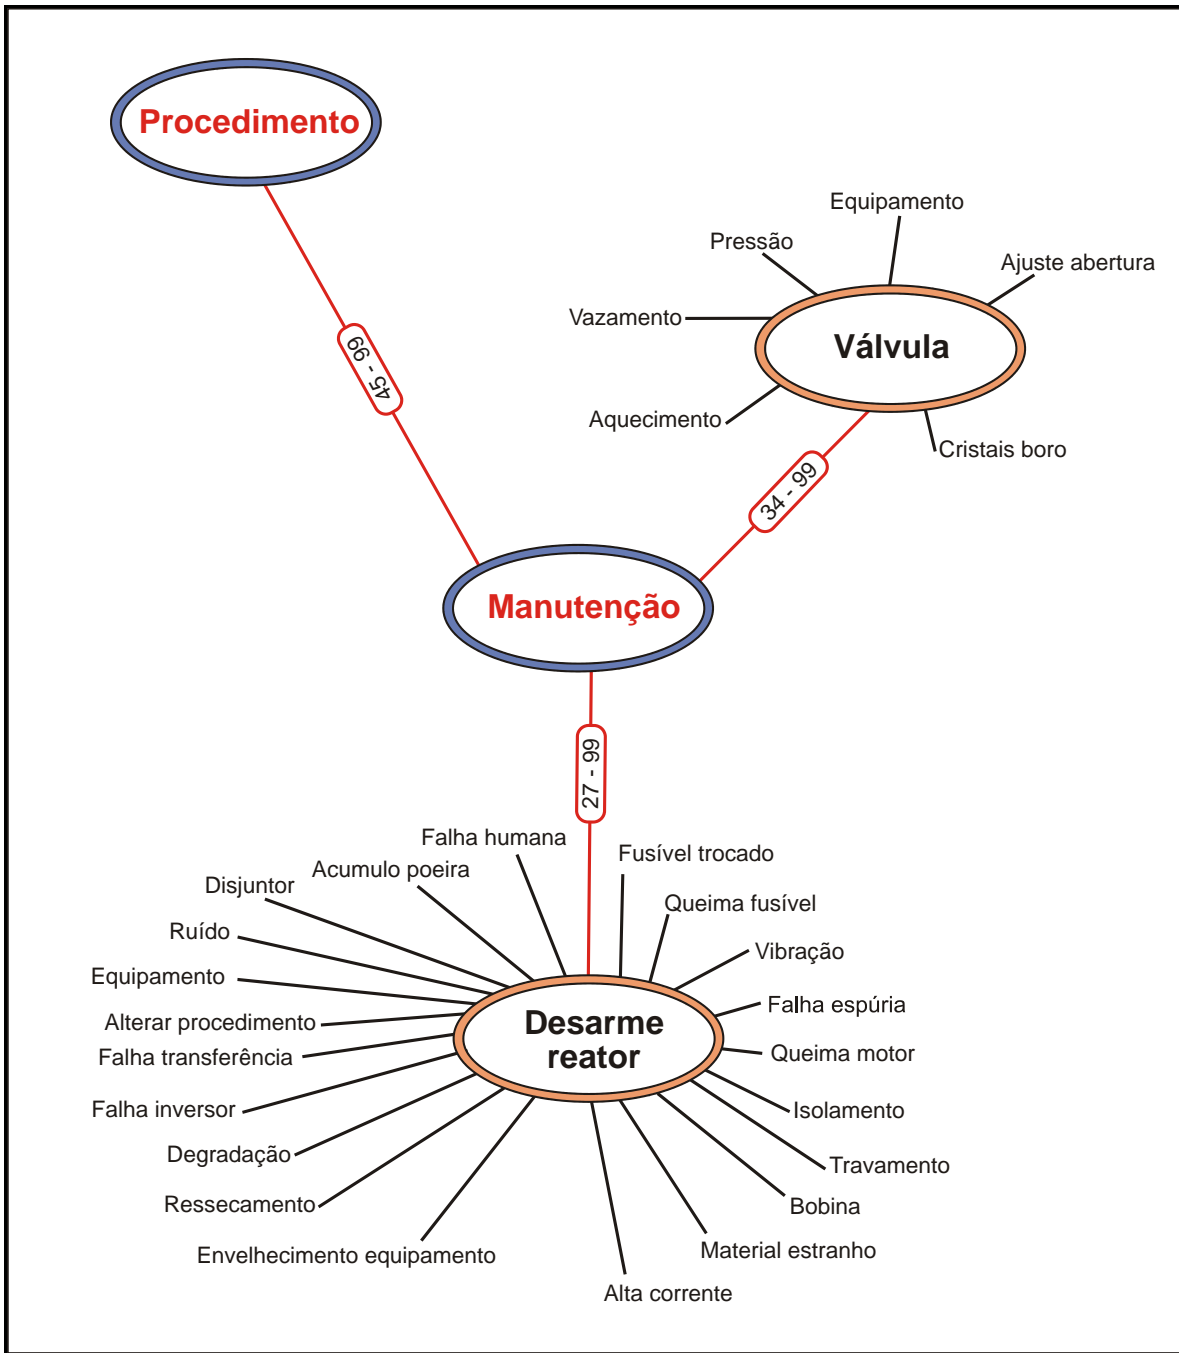 Procedimento
Equipamento
Pressão
Ajuste abertura
Vazamento
Válvula
45 - 99
Aquecimento
Cristais boro
34 - 99
Manutenção
27 - 99
Falha humana
Fusível trocado
Acumulo poeira
Disjuntor
Queima fusível
Ruído
Vibração
Equipamento
Falha espúria
Alterar procedimento
Desarme
reator
Falha transferência
Queima motor
Falha inversor
Isolamento
Degradação
Travamento
Ressecamento
Bobina
Envelhecimento equipamento
Material estranho
Alta corrente